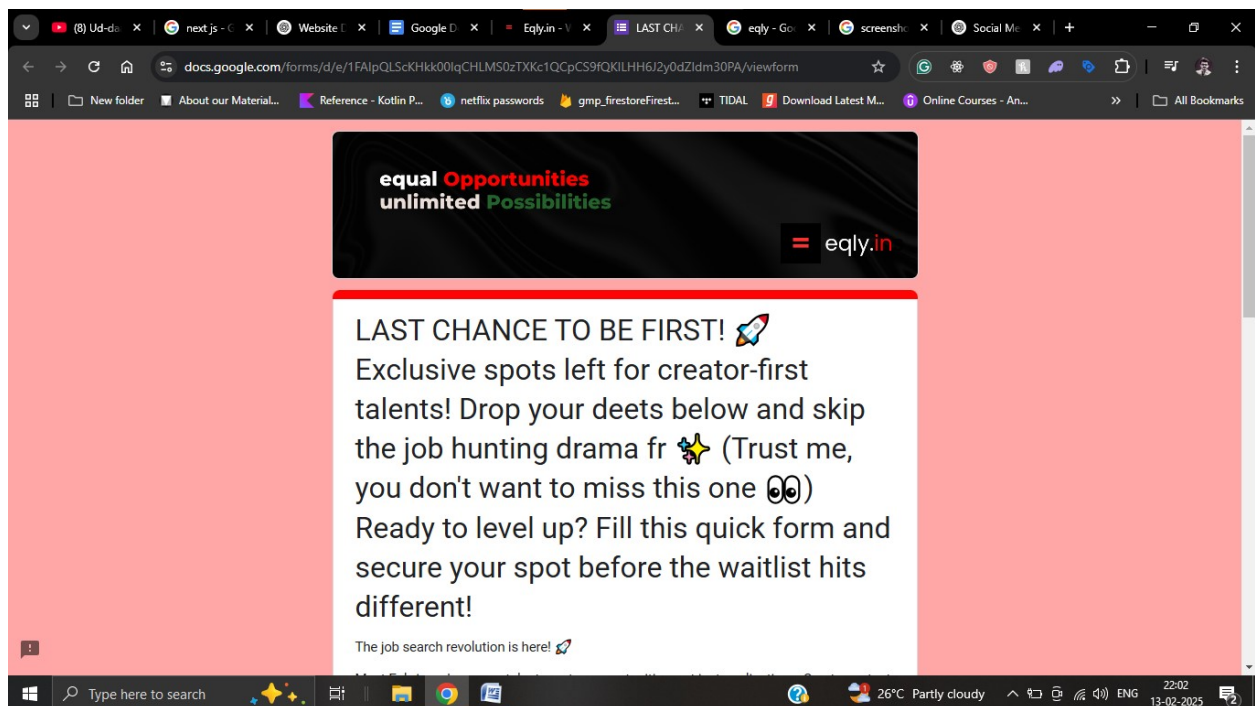 (8) Ud-da
next js - G
Website D
Google D
Eqly.in - V
LAST CHA
eqly - Goo
screensho
Social Me
docs.google.com/forms/d/e/1FAIpQLScKHkk00IqCHLMS0zTXKc1QCpCS9fQKILHH6J2y0dZIdm30PA/viewform
New folder
About our Material...
Reference - Kotlin P...
netflix passwords
gmp_firestoreFirest...
TIDAL
Download Latest M...
Online Courses - An...
All Bookmarks
equal Opportunities
unlimited Possibilities
= eqly.in
LAST CHANCE TO BE FIRST! 🚀
Exclusive spots left for creator-first
talents! Drop your deets below and skip
the job hunting drama fr ✨ (Trust me,
you don't want to miss this one 👀)
Ready to level up? Fill this quick form and
secure your spot before the waitlist hits
different!
The job search revolution is here! 🚀
Type here to search
26°C Partly cloudy
ENG
22:02
13-02-2025
2